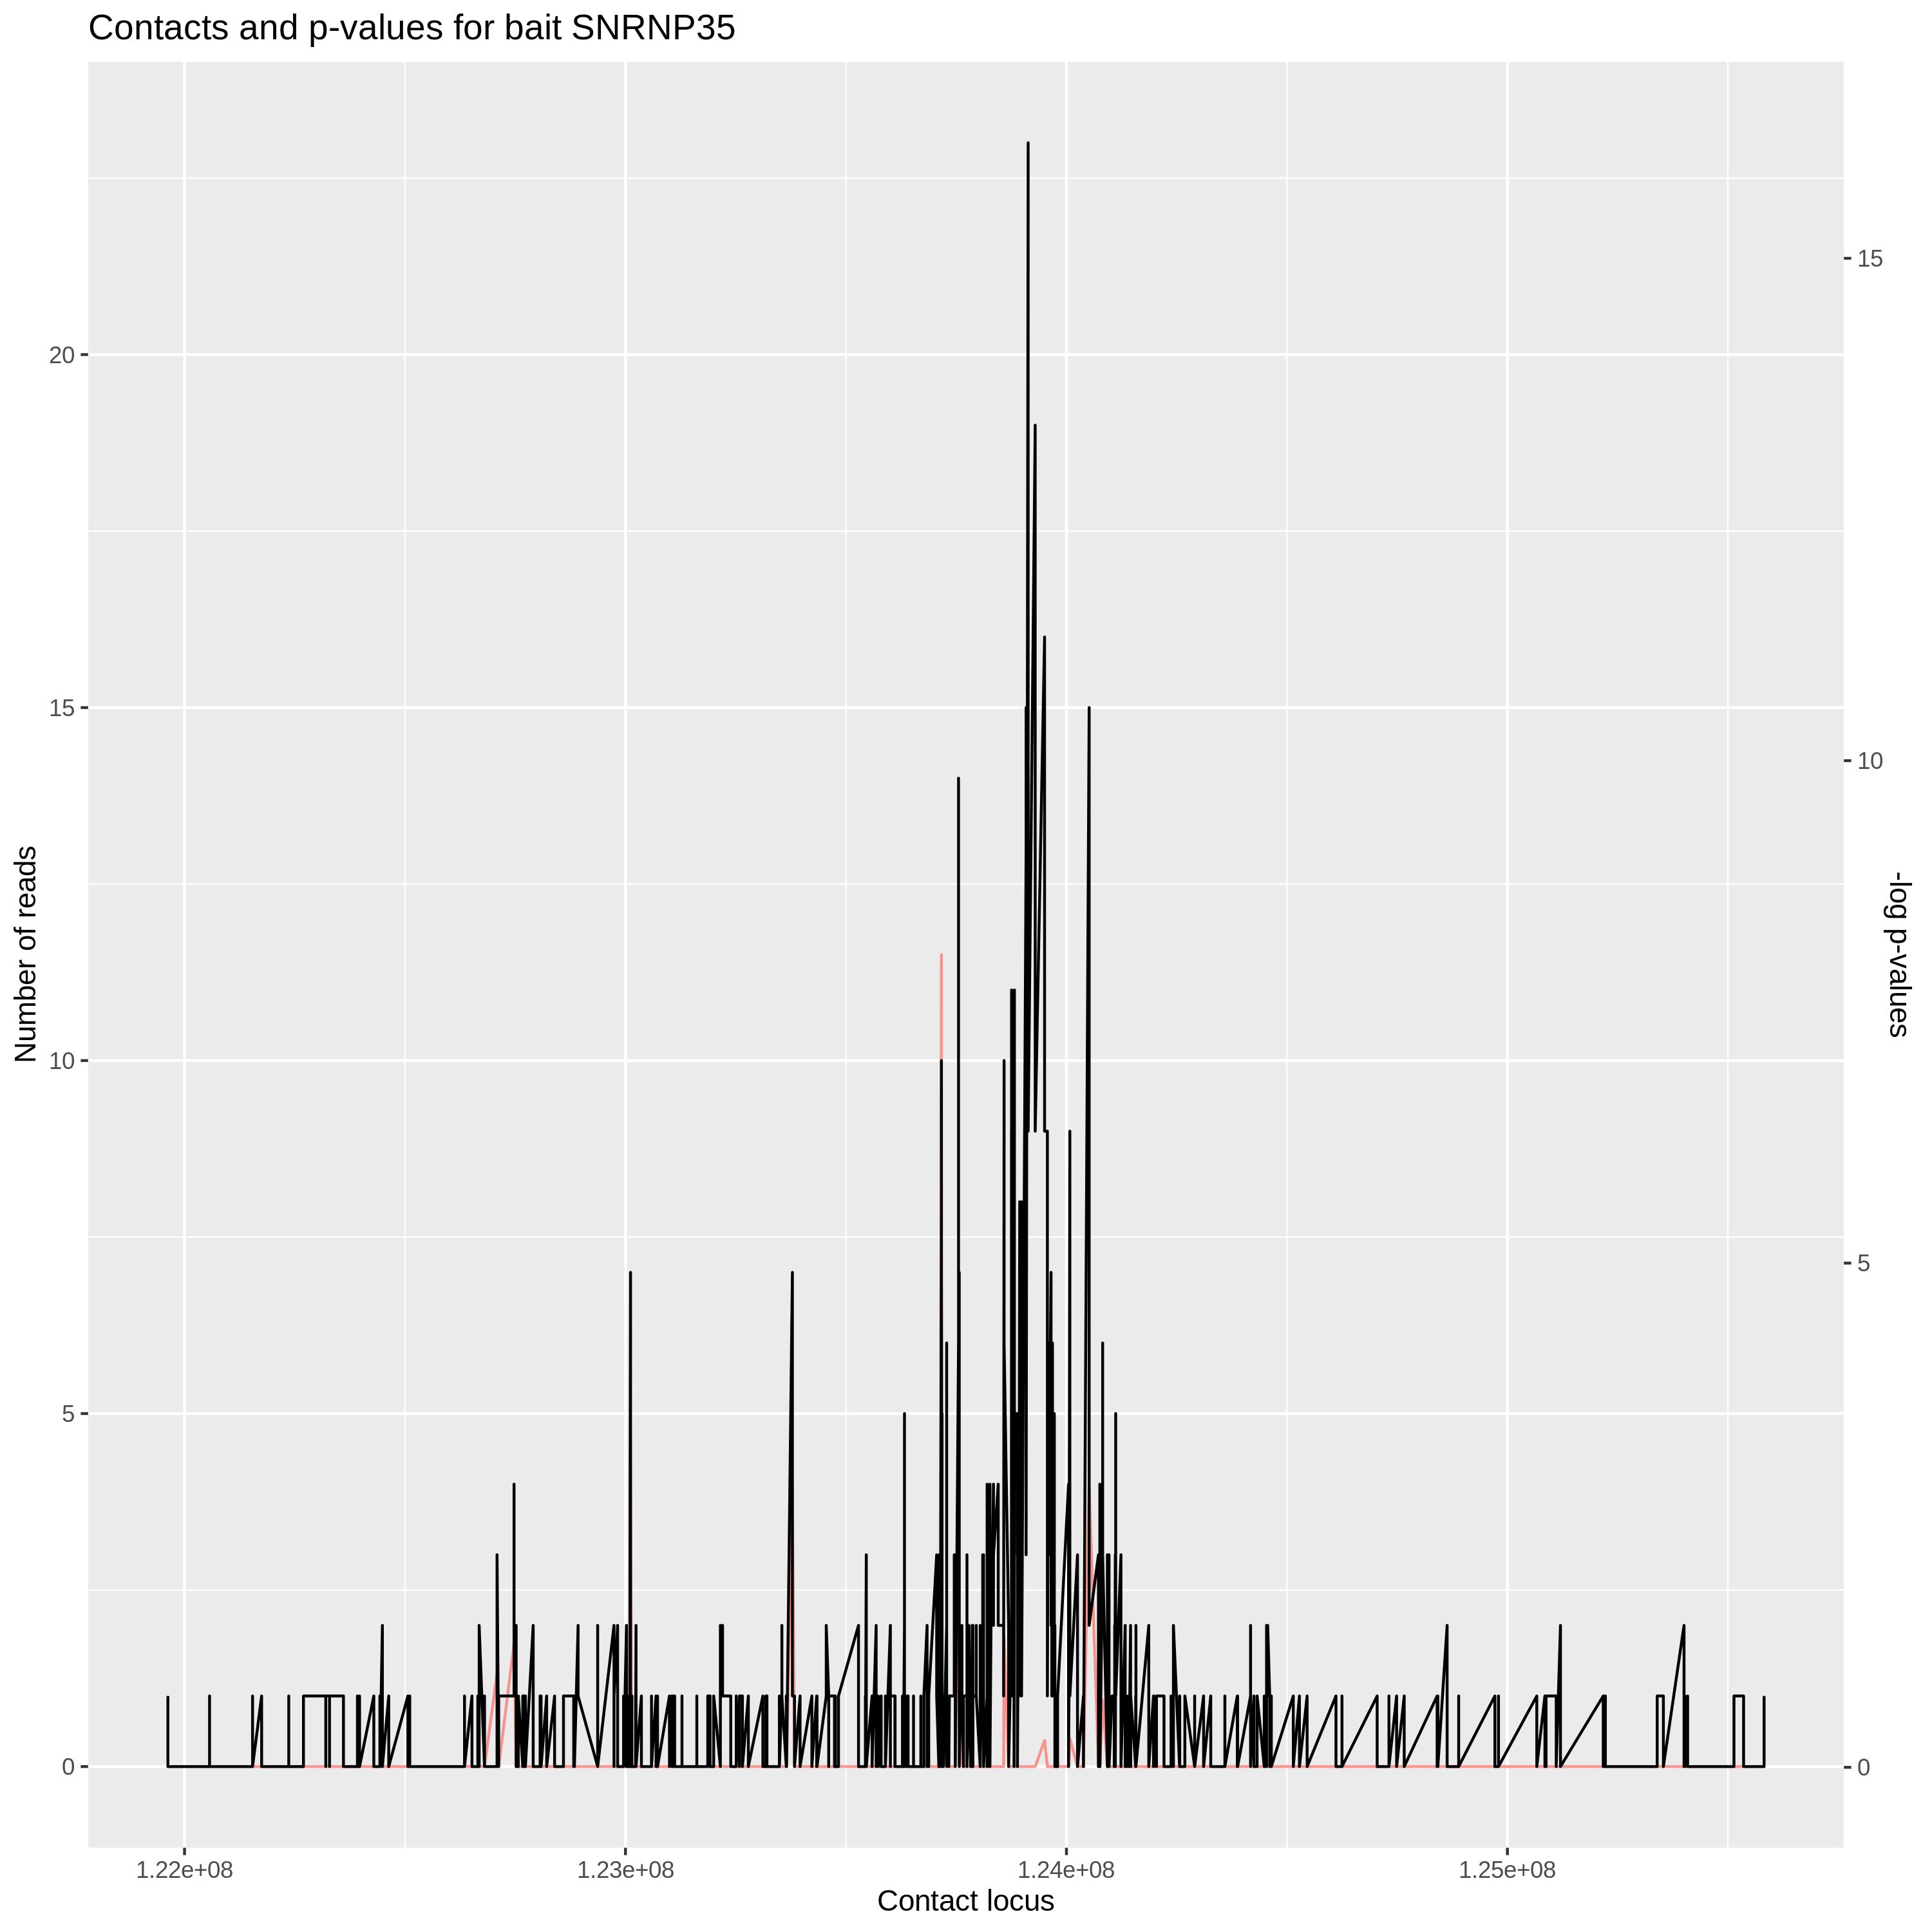 Contacts and p-values for bait SNRNP35
20
15
10
5
0
Number of reads
15
10
5
0
-log p-values
1.22e+08
1.23e+08
1.24e+08
1.25e+08
Contact locus